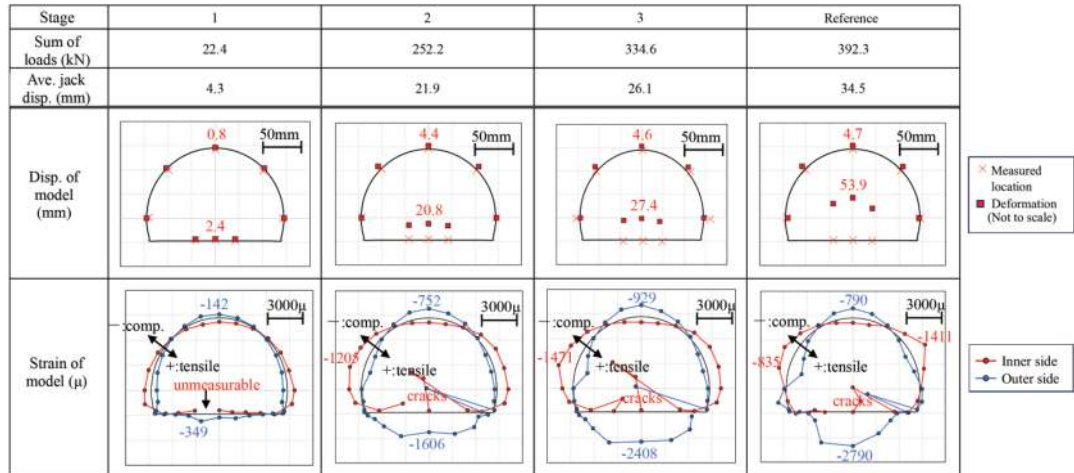 Stage 1 2 3 Reference
Sum of
loads (kN) 22.4 252.2 334.6 392.3
Ave. jack
disp. (mm) 4.3 21.9 26.1 34.5
Disp. of
model
(mm)
0.8 50mm
2.4
4.4 50mm
20.8
4.6 50mm
27.4
4.7 50mm
53.9
Measured
location
Deformation
(Not to scale)
Strain of
model (μ)
-142 3000μ
—:comp.
+:tensile
unmeasurable
-349
-752 3000μ
—:comp.
-1205
+:tensile
cracks
-1606
-929 3000μ
—:comp.
-1471
+:tensile
cracks
-2408
-790 3000μ
—:comp.
-1411
-835
+:tensile
cracks
-2790
Inner side
Outer side